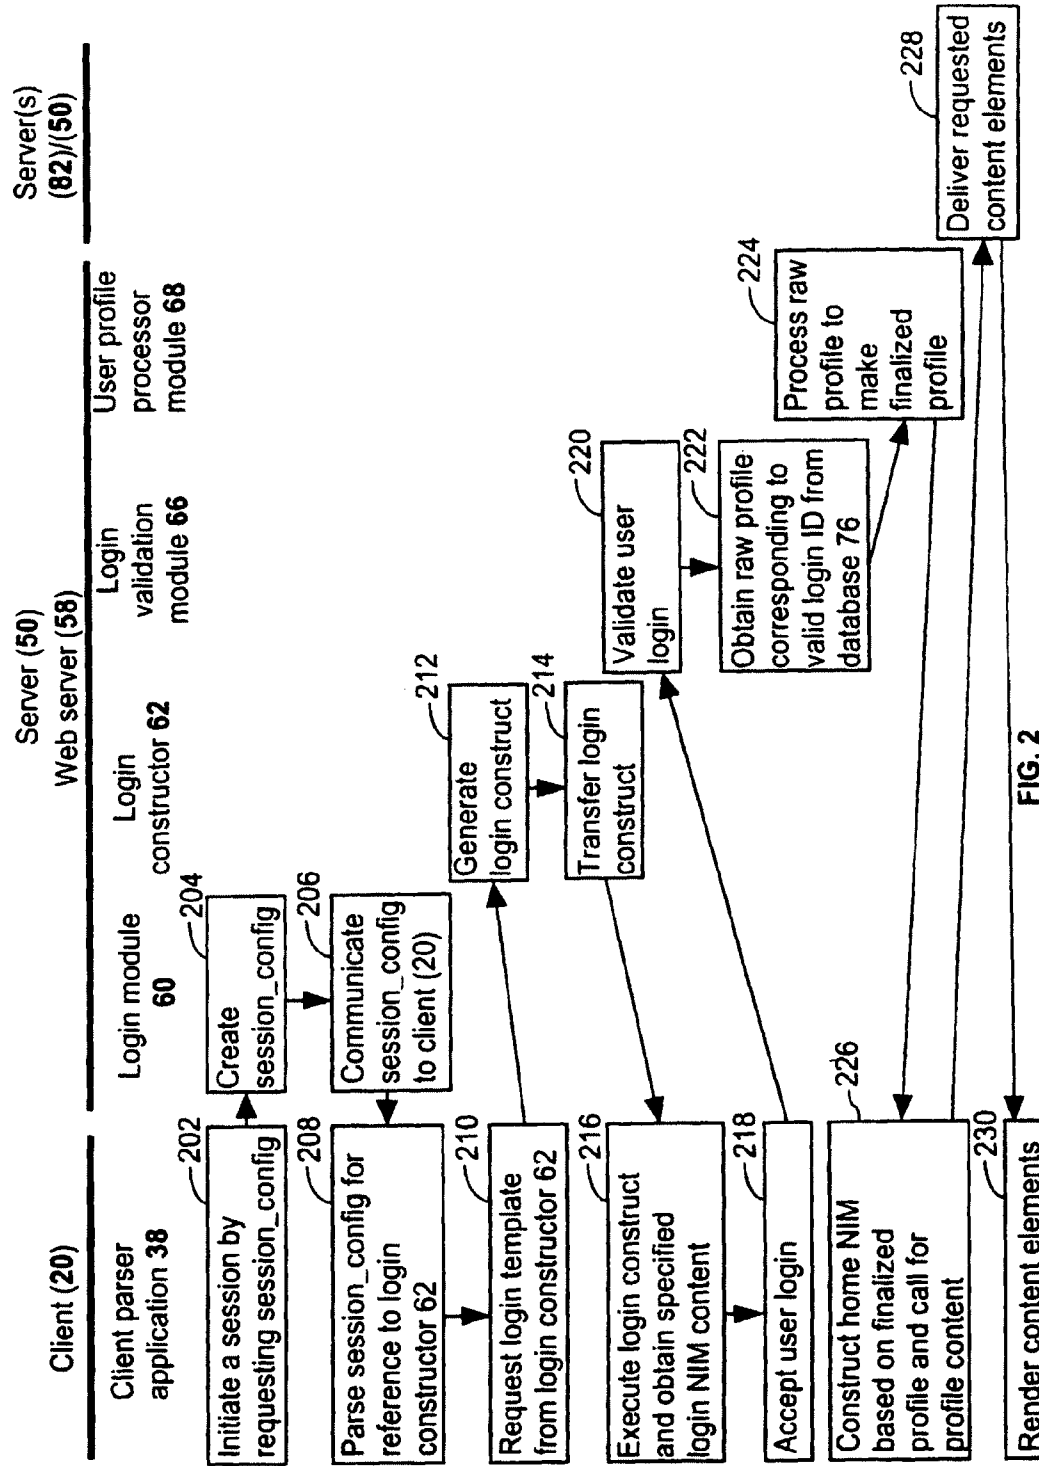 Client (20)
Server (50)
Web server (58)
Server(s)
(82)/(50)
Client parser
application 38
Login module
60
Login
constructor 62
Login
validation
module 66
User profile
processor
module 68
202
Initiate a session by
requesting session_config
204
Create
session_config
206
Communicate
session_config
to client (20)
208
Parse session_config for
reference to login
constructor 62
210
Request login template
from login constructor 62
212
Generate
login construct
214
Transfer login
construct
216
Execute login construct
and obtain specified
login NIM content
218
Accept user login
220
Validate user
login
222
Obtain raw profile
corresponding to
valid login ID from
database 76
224
Process raw
profile to
make
finalized
profile
226
Construct home NIM
based on finalized
profile and call for
profile content
228
Deliver requested
content elements
230
Render content elements
FIG. 2